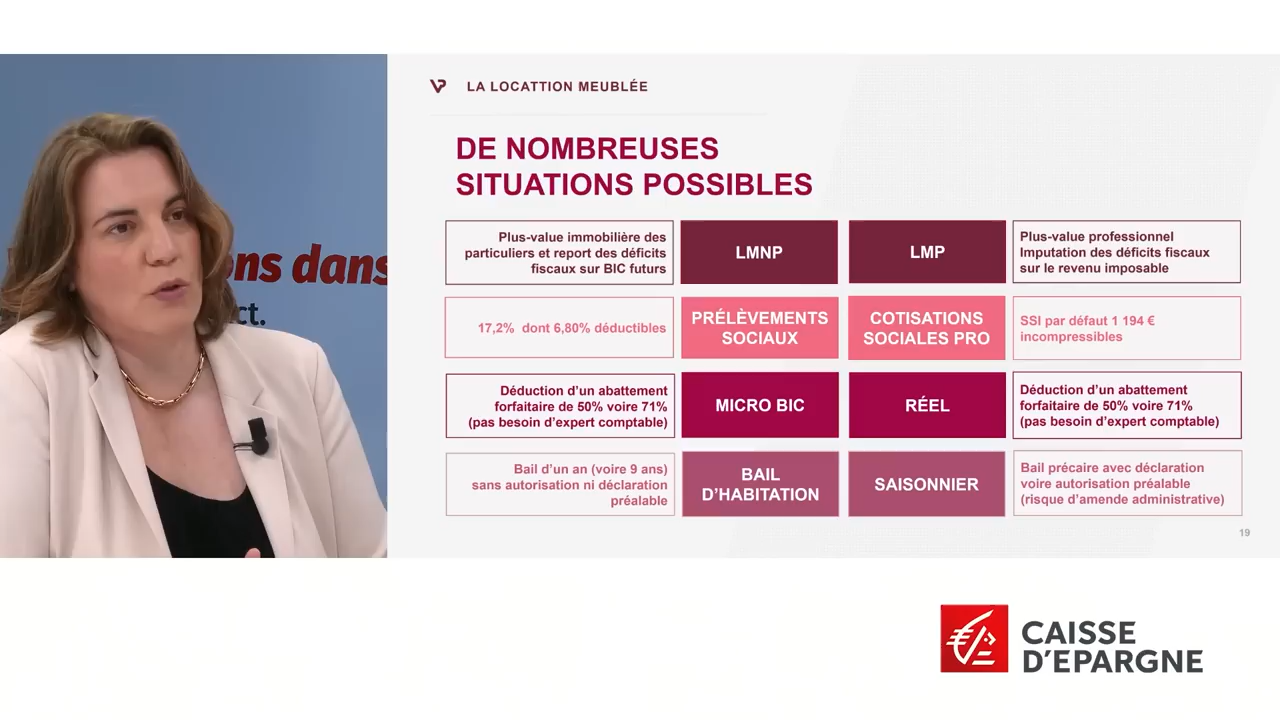 ons dans
ct.
LA LOCATTION MEUBLÉE
DE NOMBREUSES
SITUATIONS POSSIBLES
Plus-value immobilière des
particuliers et report des déficits
fiscaux sur BIC futurs
LMNP
LMP
Plus-value professionnel
Imputation des déficits fiscaux
sur le revenu imposable
17,2% dont 6,80% déductibles
PRÉLÈVEMENTS
SOCIAUX
COTISATIONS
SOCIALES PRO
SSI par défaut 1 194 €
incompressibles
Déduction d'un abattement
forfaitaire de 50% voire 71%
(pas besoin d'expert comptable)
MICRO BIC
RÉEL
Déduction d'un abattement
forfaitaire de 50% voire 71%
(pas besoin d'expert comptable)
Bail d'un an (voire 9 ans)
sans autorisation ni déclaration
préalable
BAIL
D'HABITATION
SAISONNIER
Bail précaire avec déclaration
voire autorisation préalable
(risque d'amende administrative)
19
CAISSE
D'EPARGNE